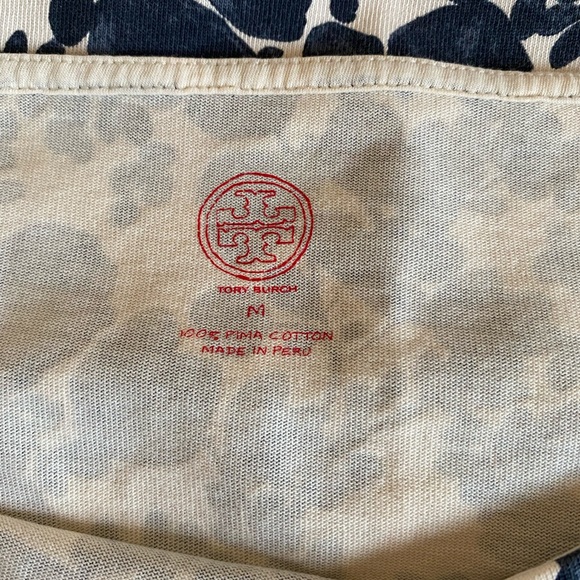 TORY BURCH
M
100% PIMA COTTON
MADE IN PERU